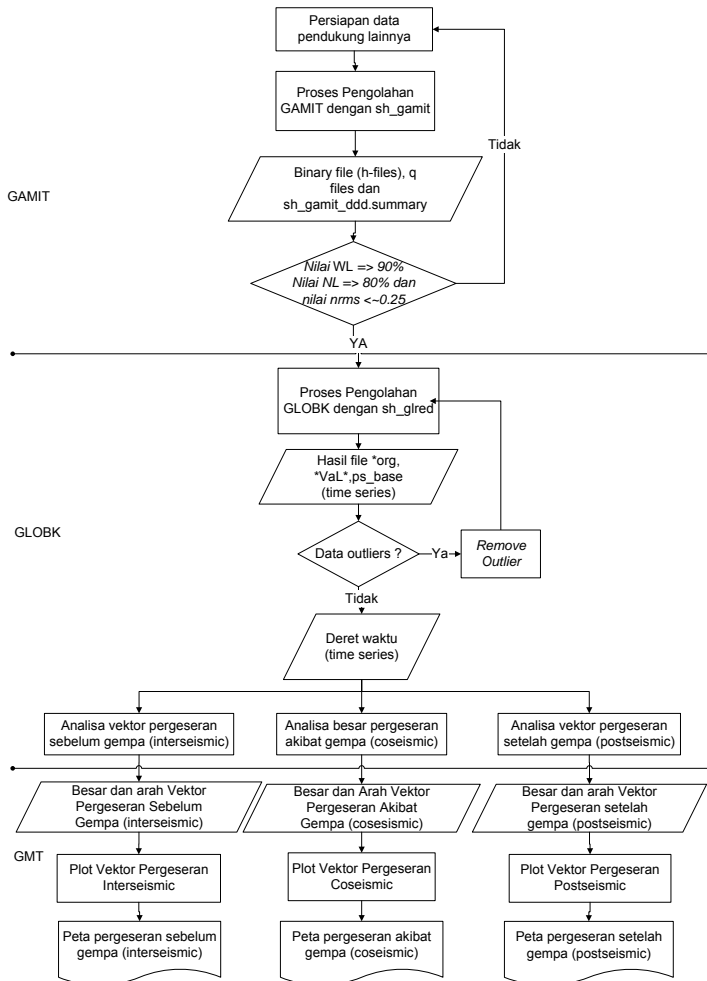 Persiapan data
pendukung lainnya
Proses Pengolahan
GAMIT dengan sh_gamit
Tidak
Binary file (h-files), q
files dan
sh_gamit_ddd.summary
GAMIT
Nilai WL => 90%
Nilai NL => 80% dan
nilai nrms <~0.25
YA
Proses Pengolahan
GLOBK dengan sh_glred
Hasil file *org,
*VaL*,ps_base
(time series)
GLOBK
Data outliers ?
Ya
Remove
Outlier
Tidak
Deret waktu
(time series)
Analisa vektor pergeseran
sebelum gempa (interseismic)
Analisa besar pergeseran
akibat gempa (coseismic)
Analisa vektor pergeseran
setelah gempa (postseismic)
Besar dan arah Vektor
Pergeseran Sebelum
Gempa (interseismic)
Besar dan Arah Vektor
Pergeseran Akibat
Gempa (cosesismic)
Besar dan arah Vektor
Pergeseran setelah
gempa (postseismic)
GMT
Plot Vektor Pergeseran
Interseismic
Plot Vektor Pergeseran
Coseismic
Plot Vektor Pergeseran
Postseismic
Peta pergeseran sebelum
gempa (interseismic)
Peta pergeseran akibat
gempa (coseismic)
Peta pergeseran setelah
gempa (postseismic)